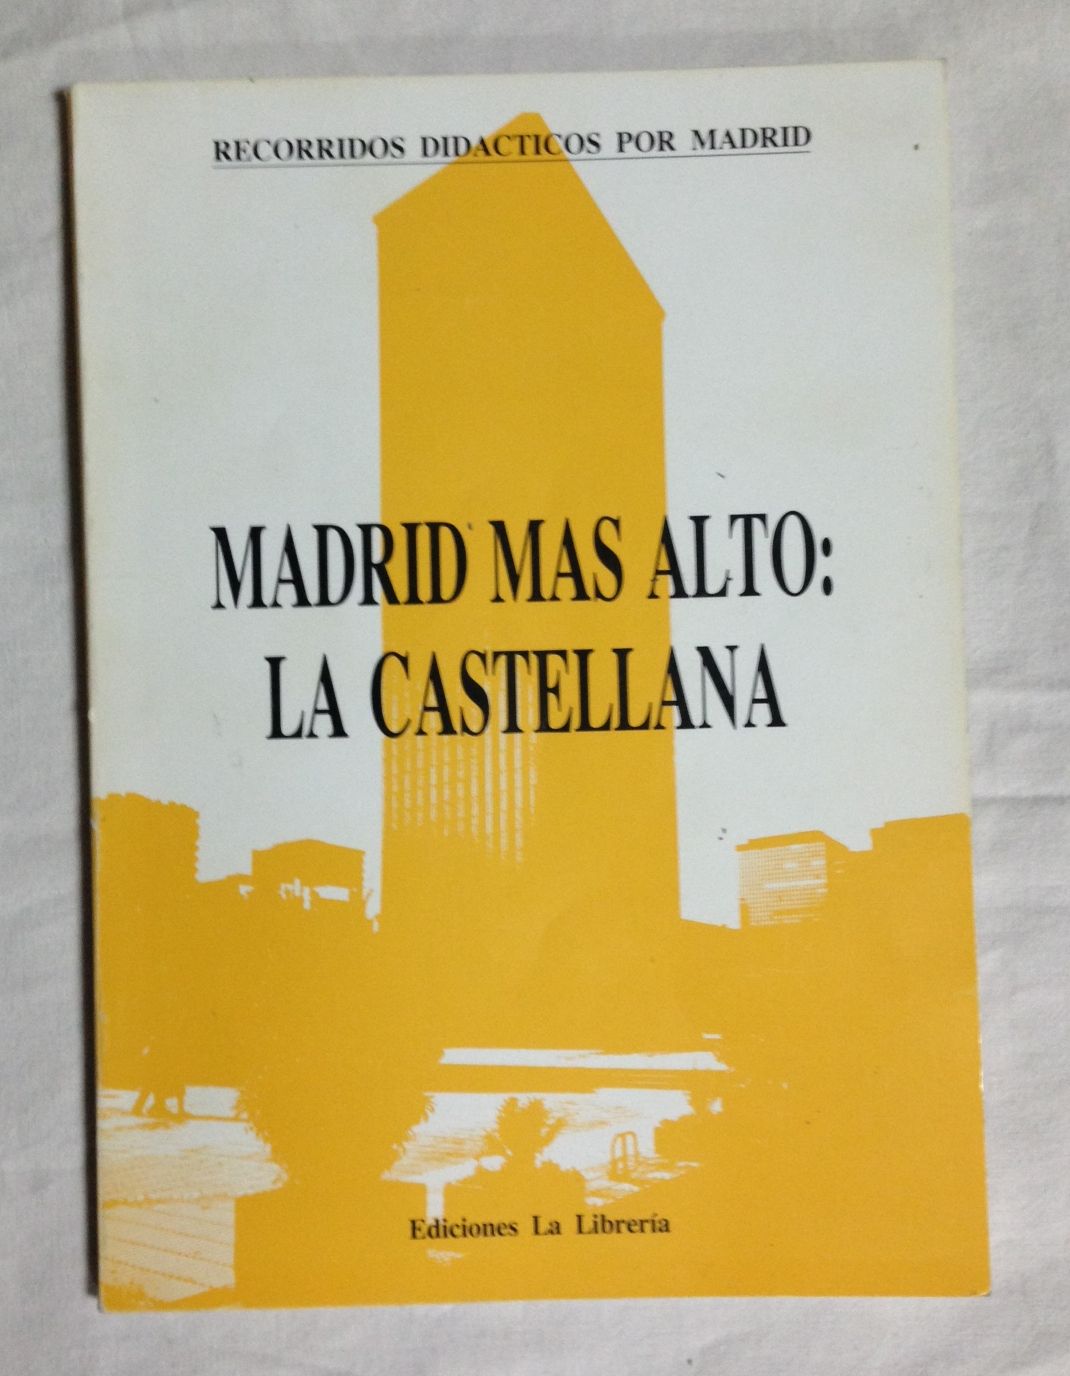 RECORRIDOS DIDACTICOS POR MADRID
MADRID MAS ALTO:
LA CASTELLANA
Ediciones La Librería